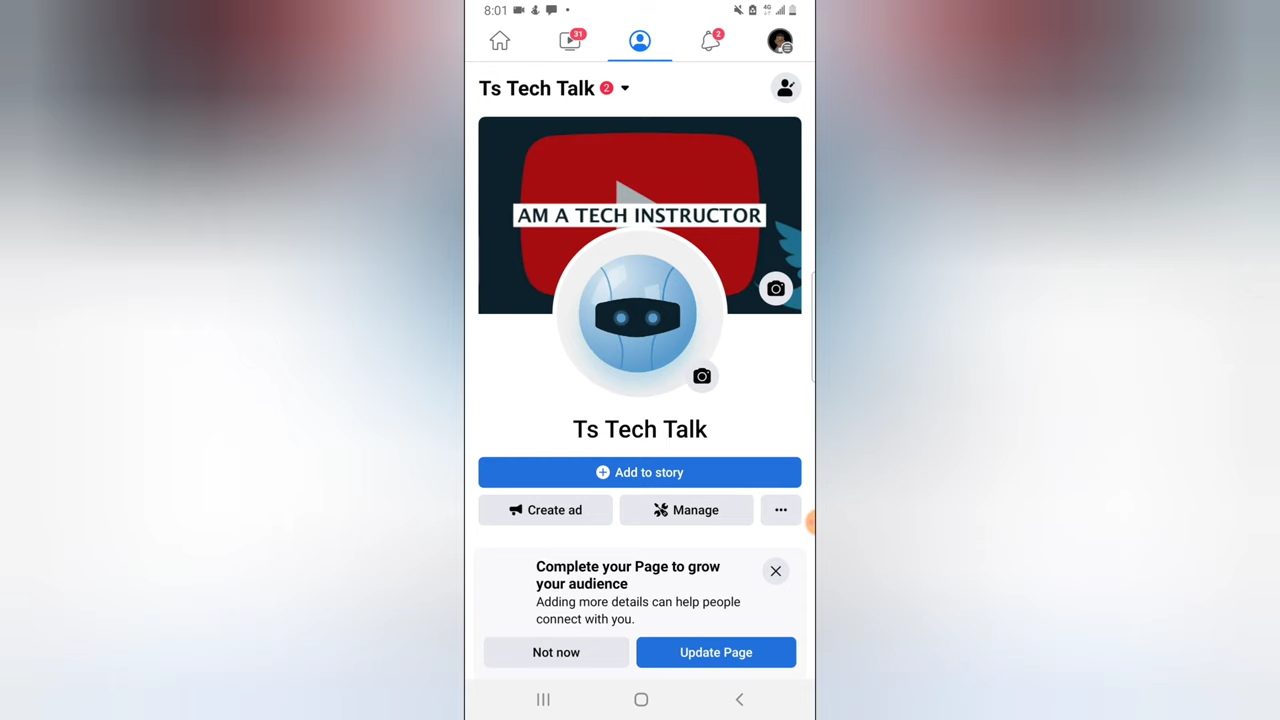 8:01
4G
31
2
Ts Tech Talk 2
AM A TECH INSTRUCTOR
Ts Tech Talk
Add to story
Create ad
Manage
Complete your Page to grow
your audience
Adding more details can help people
connect with you.
Not now
Update Page